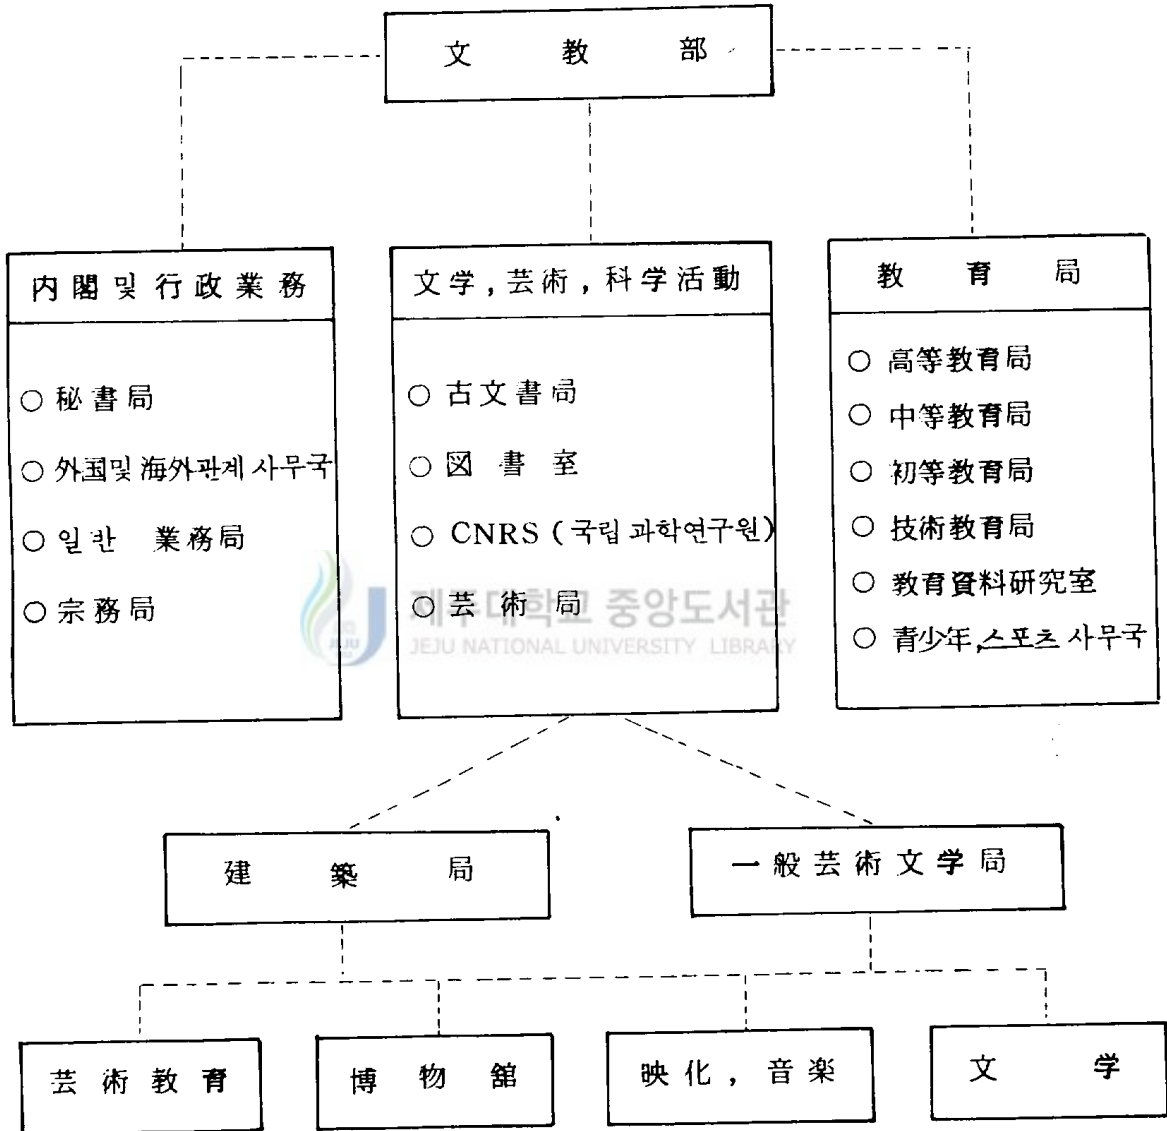 文教部
内閣및行政業務
○ 秘書局
○ 外国및海外관계사무국
○ 일반 業務局
○ 宗務局
文学,芸術,科学活動
○ 古文書局
○ 図書室
○ CNRS (국립과학연구원)
○ 芸術局
教育局
○ 高等教育局
○ 中等教育局
○ 初等教育局
○ 技術教育局
○ 教育資料研究室
○ 青少年,스포츠 사무국
제주대학교 중앙도서관
JEJU NATIONAL UNIVERSITY LIBRARY
建築局
一般芸術文学局
芸術教育
博物館
映化,音楽
文学